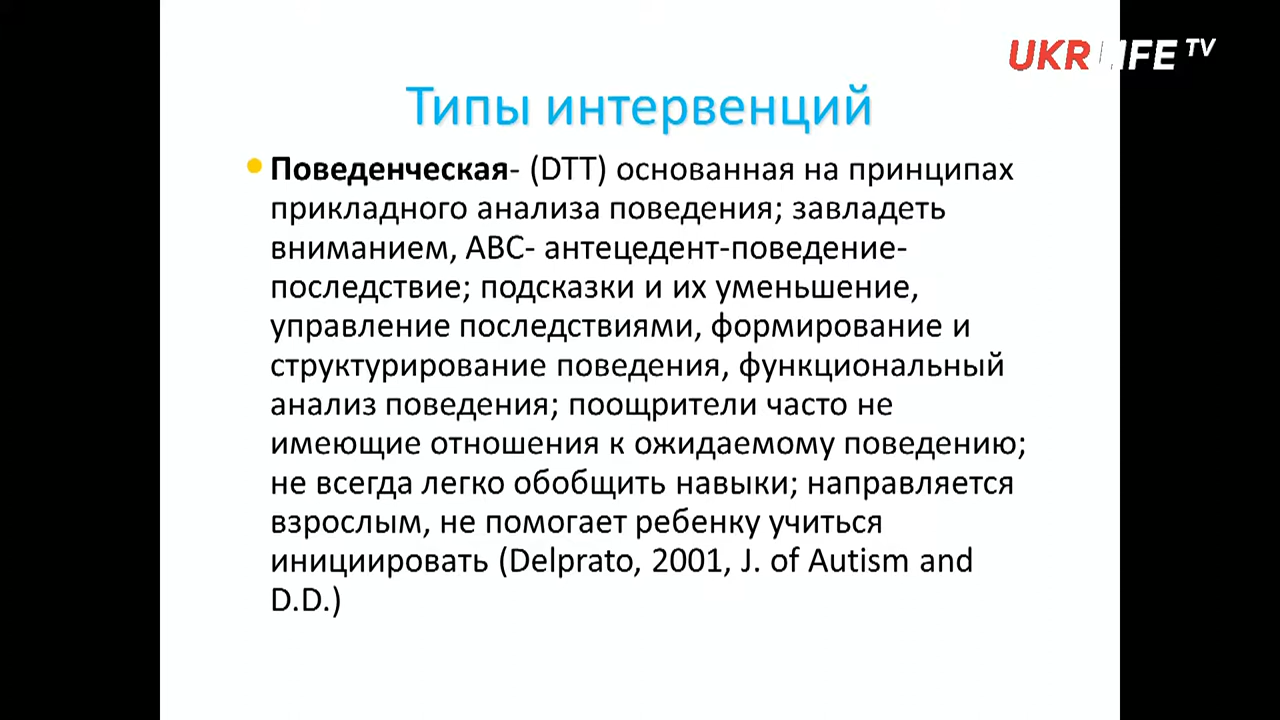 UKRLIFE TV
Типы интервенций
• Поведенческая- (DTT) основанная на принципах
прикладного анализа поведения; завладеть
вниманием, ABC- антецедент-поведение-
последствие; подсказки и их уменьшение,
управление последствиями, формирование и
структурирование поведения, функциональный
анализ поведения; поощрители часто не
имеющие отношения к ожидаемому поведению;
не всегда легко обобщить навыки; направляется
взрослым, не помогает ребенку учиться
инициировать (Delprato, 2001, J. of Autism and
D.D.)